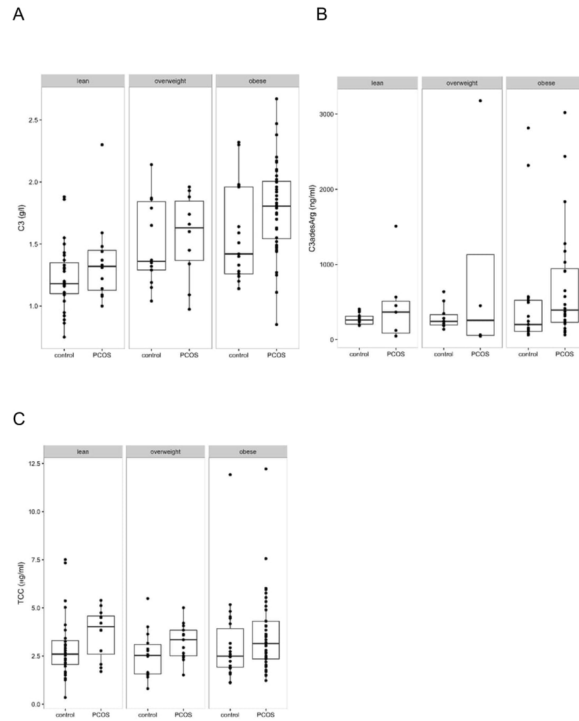 A
lean overweight obese
C3 (g/l)
2.5
2.0
1.5
1.0
control PCOS control PCOS control PCOS
B
lean overweight obese
C3adesArg (ng/ml)
3000
2000
1000
0
control PCOS control PCOS control PCOS
C
lean overweight obese
TCC (ug/ml)
12.5
10.0
7.5
5.0
2.5
0.0
control PCOS control PCOS control PCOS